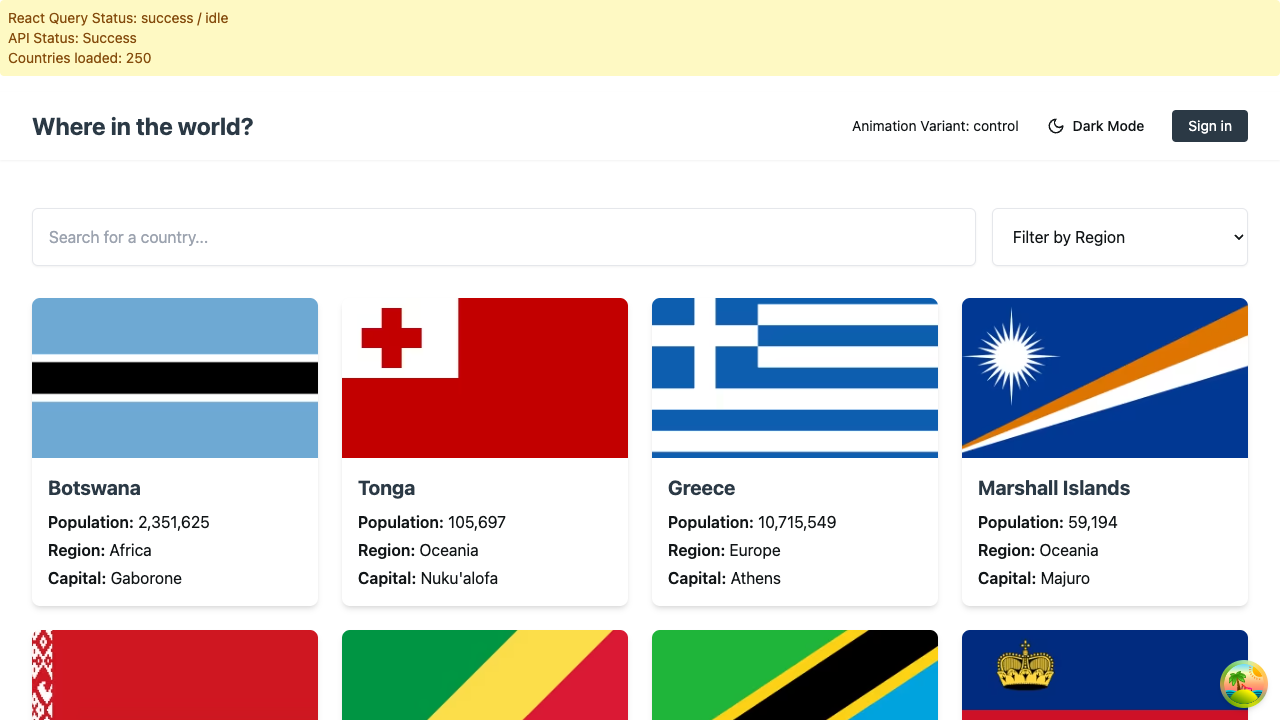 React Query Status: success / idle
API Status: Success
Countries loaded: 250
Where in the world?
Animation Variant: control
Dark Mode
Sign in
Search for a country...
Filter by Region
Botswana
Population: 2,351,625
Region: Africa
Capital: Gaborone
Tonga
Population: 105,697
Region: Oceania
Capital: Nuku'alofa
Greece
Population: 10,715,549
Region: Europe
Capital: Athens
Marshall Islands
Population: 59,194
Region: Oceania
Capital: Majuro